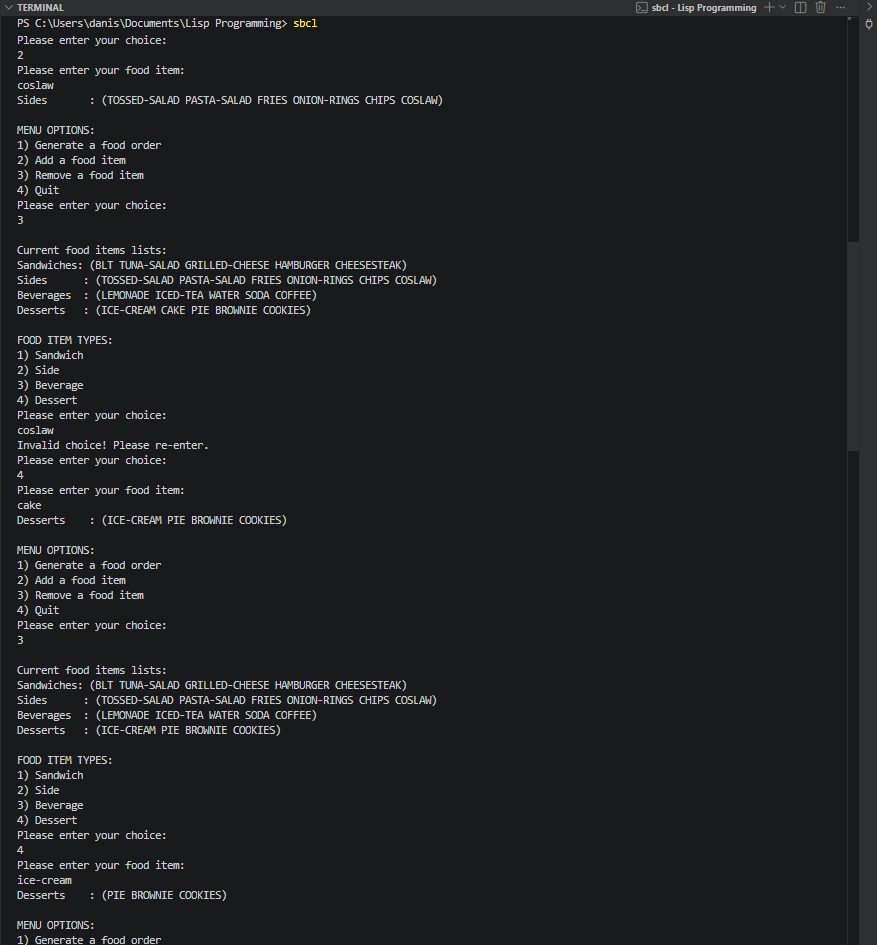 TERMINAL
sbcl - Lisp Programming
PS C:\Users\danis\Documents\Lisp Programming> sbcl
Please enter your choice:
2
Please enter your food item:
coslaw
Sides       : (TOSSED-SALAD PASTA-SALAD FRIES ONION-RINGS CHIPS COSLAW)
MENU OPTIONS:
1) Generate a food order
2) Add a food item
3) Remove a food item
4) Quit
Please enter your choice:
3
Current food items lists:
Sandwiches: (BLT TUNA-SALAD GRILLED-CHEESE HAMBURGER CHEESESTEAK)
Sides      : (TOSSED-SALAD PASTA-SALAD FRIES ONION-RINGS CHIPS COSLAW)
Beverages  : (LEMONADE ICED-TEA WATER SODA COFFEE)
Desserts   : (ICE-CREAM CAKE PIE BROWNIE COOKIES)
FOOD ITEM TYPES:
1) Sandwich
2) Side
3) Beverage
4) Dessert
Please enter your choice:
coslaw
Invalid choice! Please re-enter.
Please enter your choice:
4
Please enter your food item:
cake
Desserts    : (ICE-CREAM PIE BROWNIE COOKIES)
MENU OPTIONS:
1) Generate a food order
2) Add a food item
3) Remove a food item
4) Quit
Please enter your choice:
3
Current food items lists:
Sandwiches: (BLT TUNA-SALAD GRILLED-CHEESE HAMBURGER CHEESESTEAK)
Sides      : (TOSSED-SALAD PASTA-SALAD FRIES ONION-RINGS CHIPS COSLAW)
Beverages  : (LEMONADE ICED-TEA WATER SODA COFFEE)
Desserts   : (ICE-CREAM PIE BROWNIE COOKIES)
FOOD ITEM TYPES:
1) Sandwich
2) Side
3) Beverage
4) Dessert
Please enter your choice:
4
Please enter your food item:
ice-cream
Desserts    : (PIE BROWNIE COOKIES)
MENU OPTIONS:
1) Generate a food order